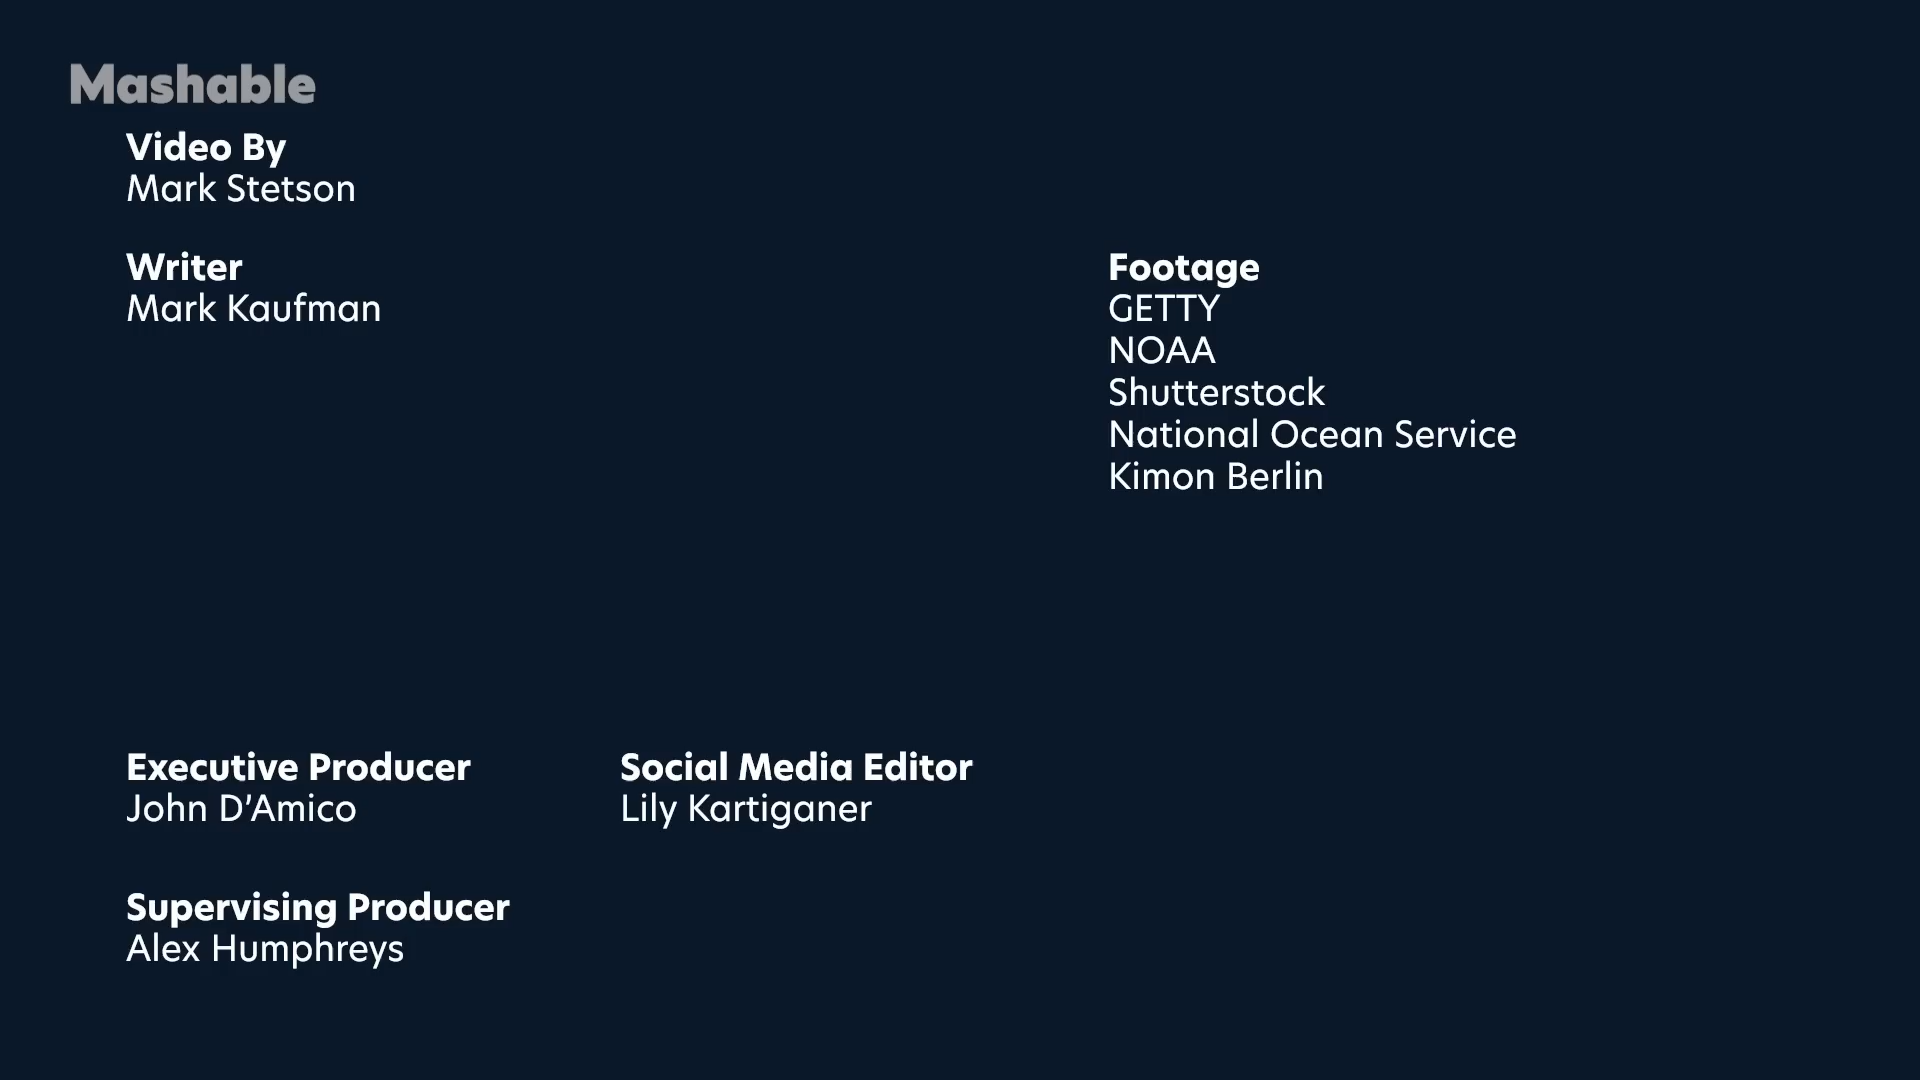 Mashable
Video By
Mark Stetson
Writer
Mark Kaufman
Footage
GETTY
NOAA
Shutterstock
National Ocean Service
Kimon Berlin
Executive Producer
John D’Amico
Social Media Editor
Lily Kartiganer
Supervising Producer
Alex Humphreys